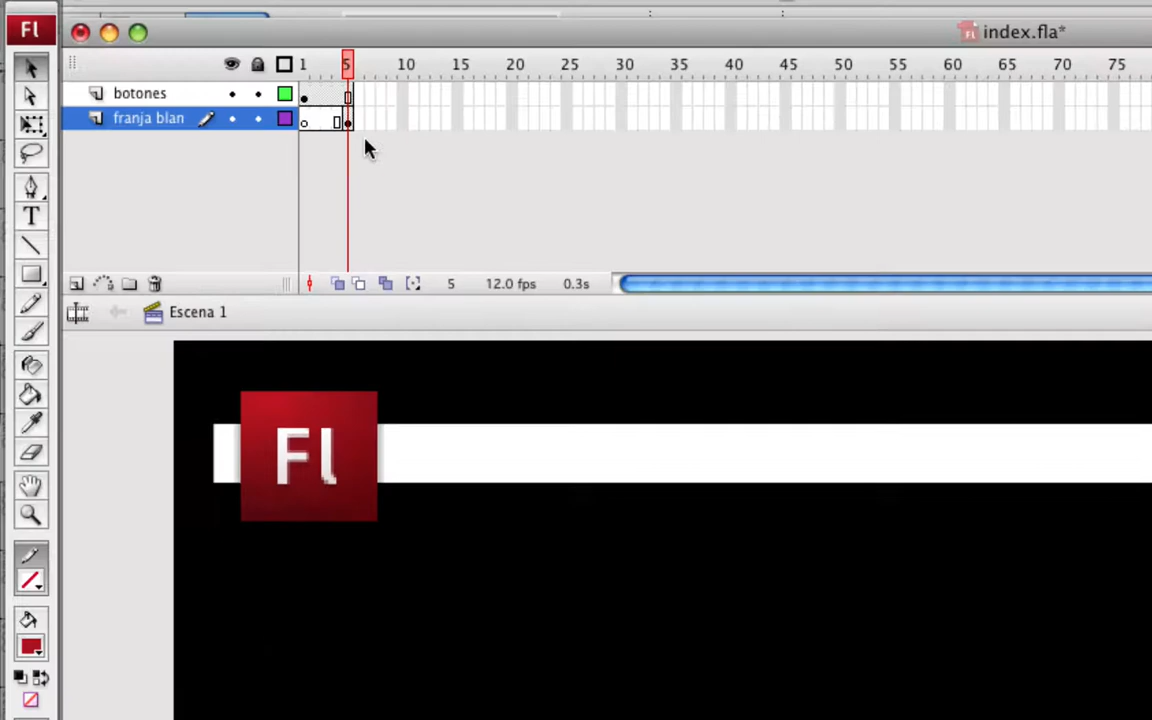 Fl
index.fla*
1 5 10 15 20 25 30 35 40 45 50 55 60 65 70 75
botones
franja blan
T
5 12.0 fps 0.3s
Escena 1
Fl